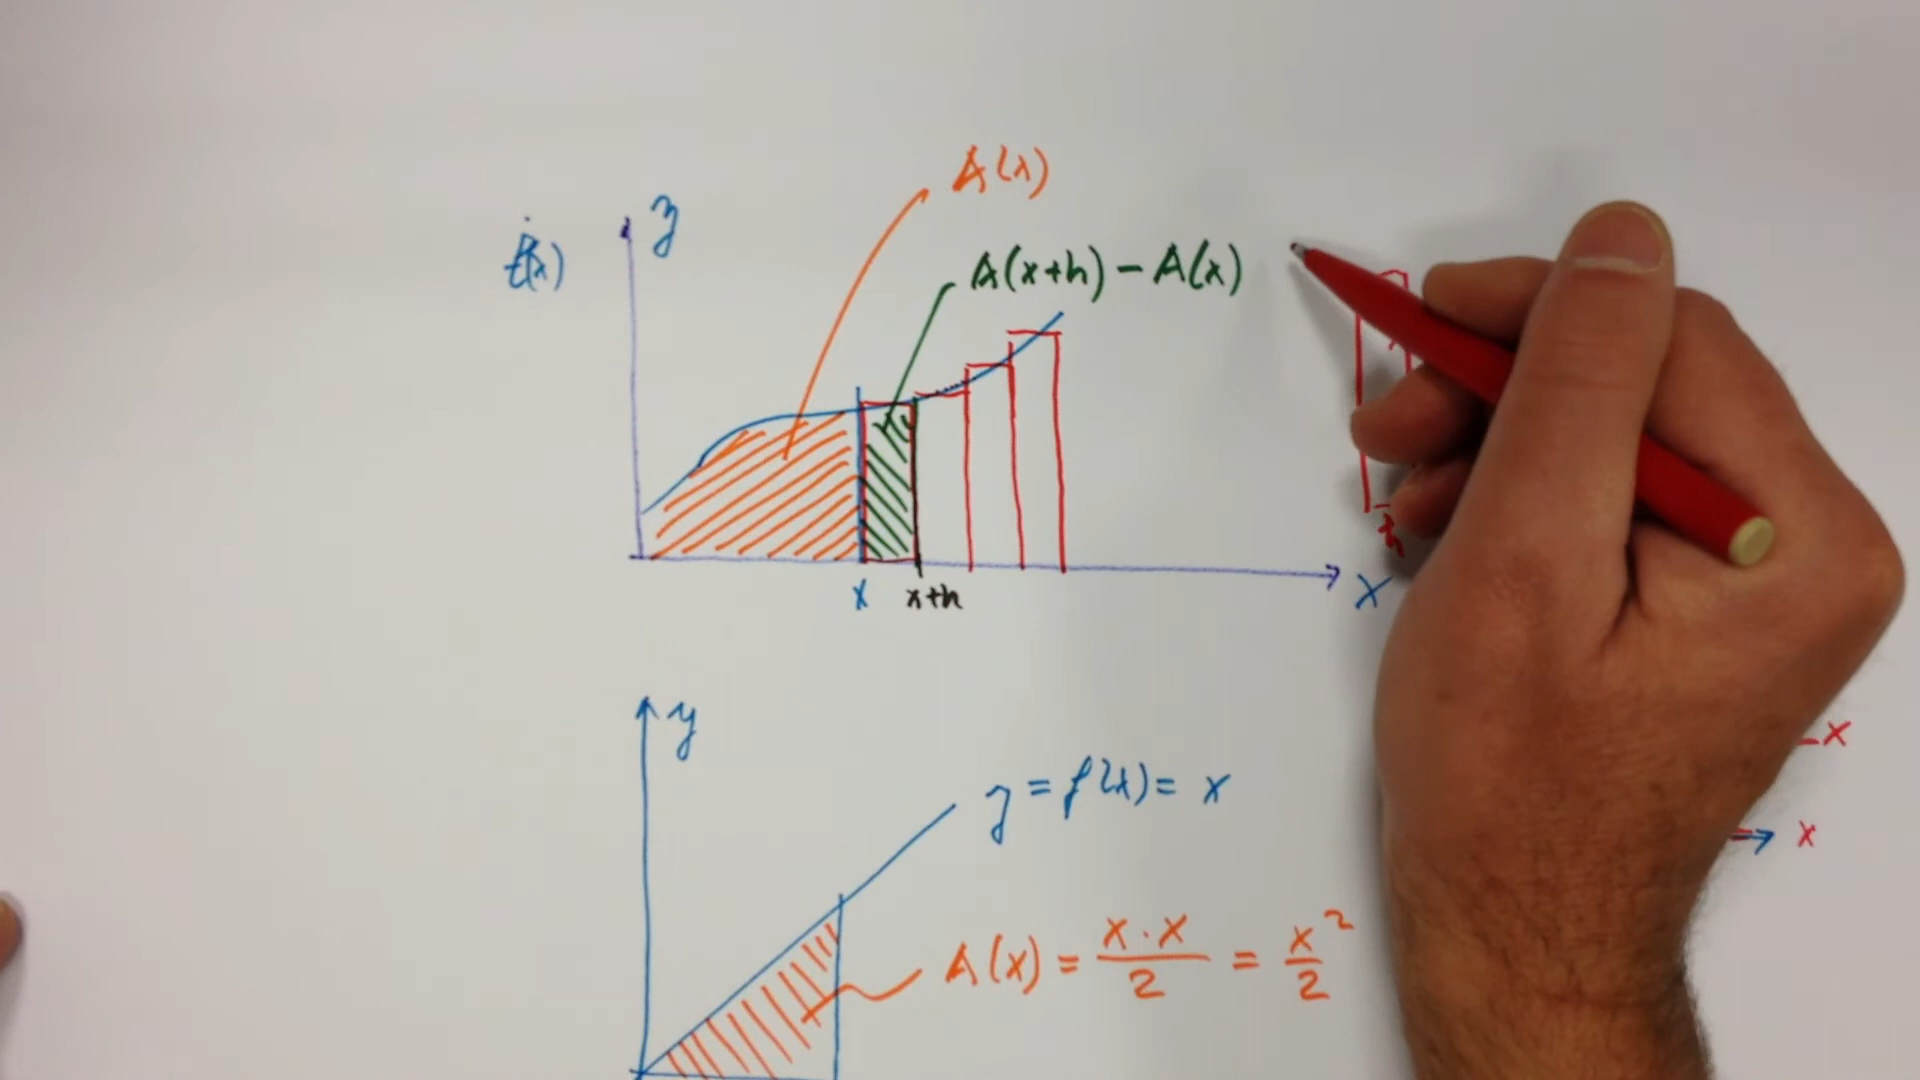 A(x)
y
A(x+h) - A(x)
x
x+h
x
h
y
y = f(x) = x
x
x
A(x) = x·x/2 = x²/2